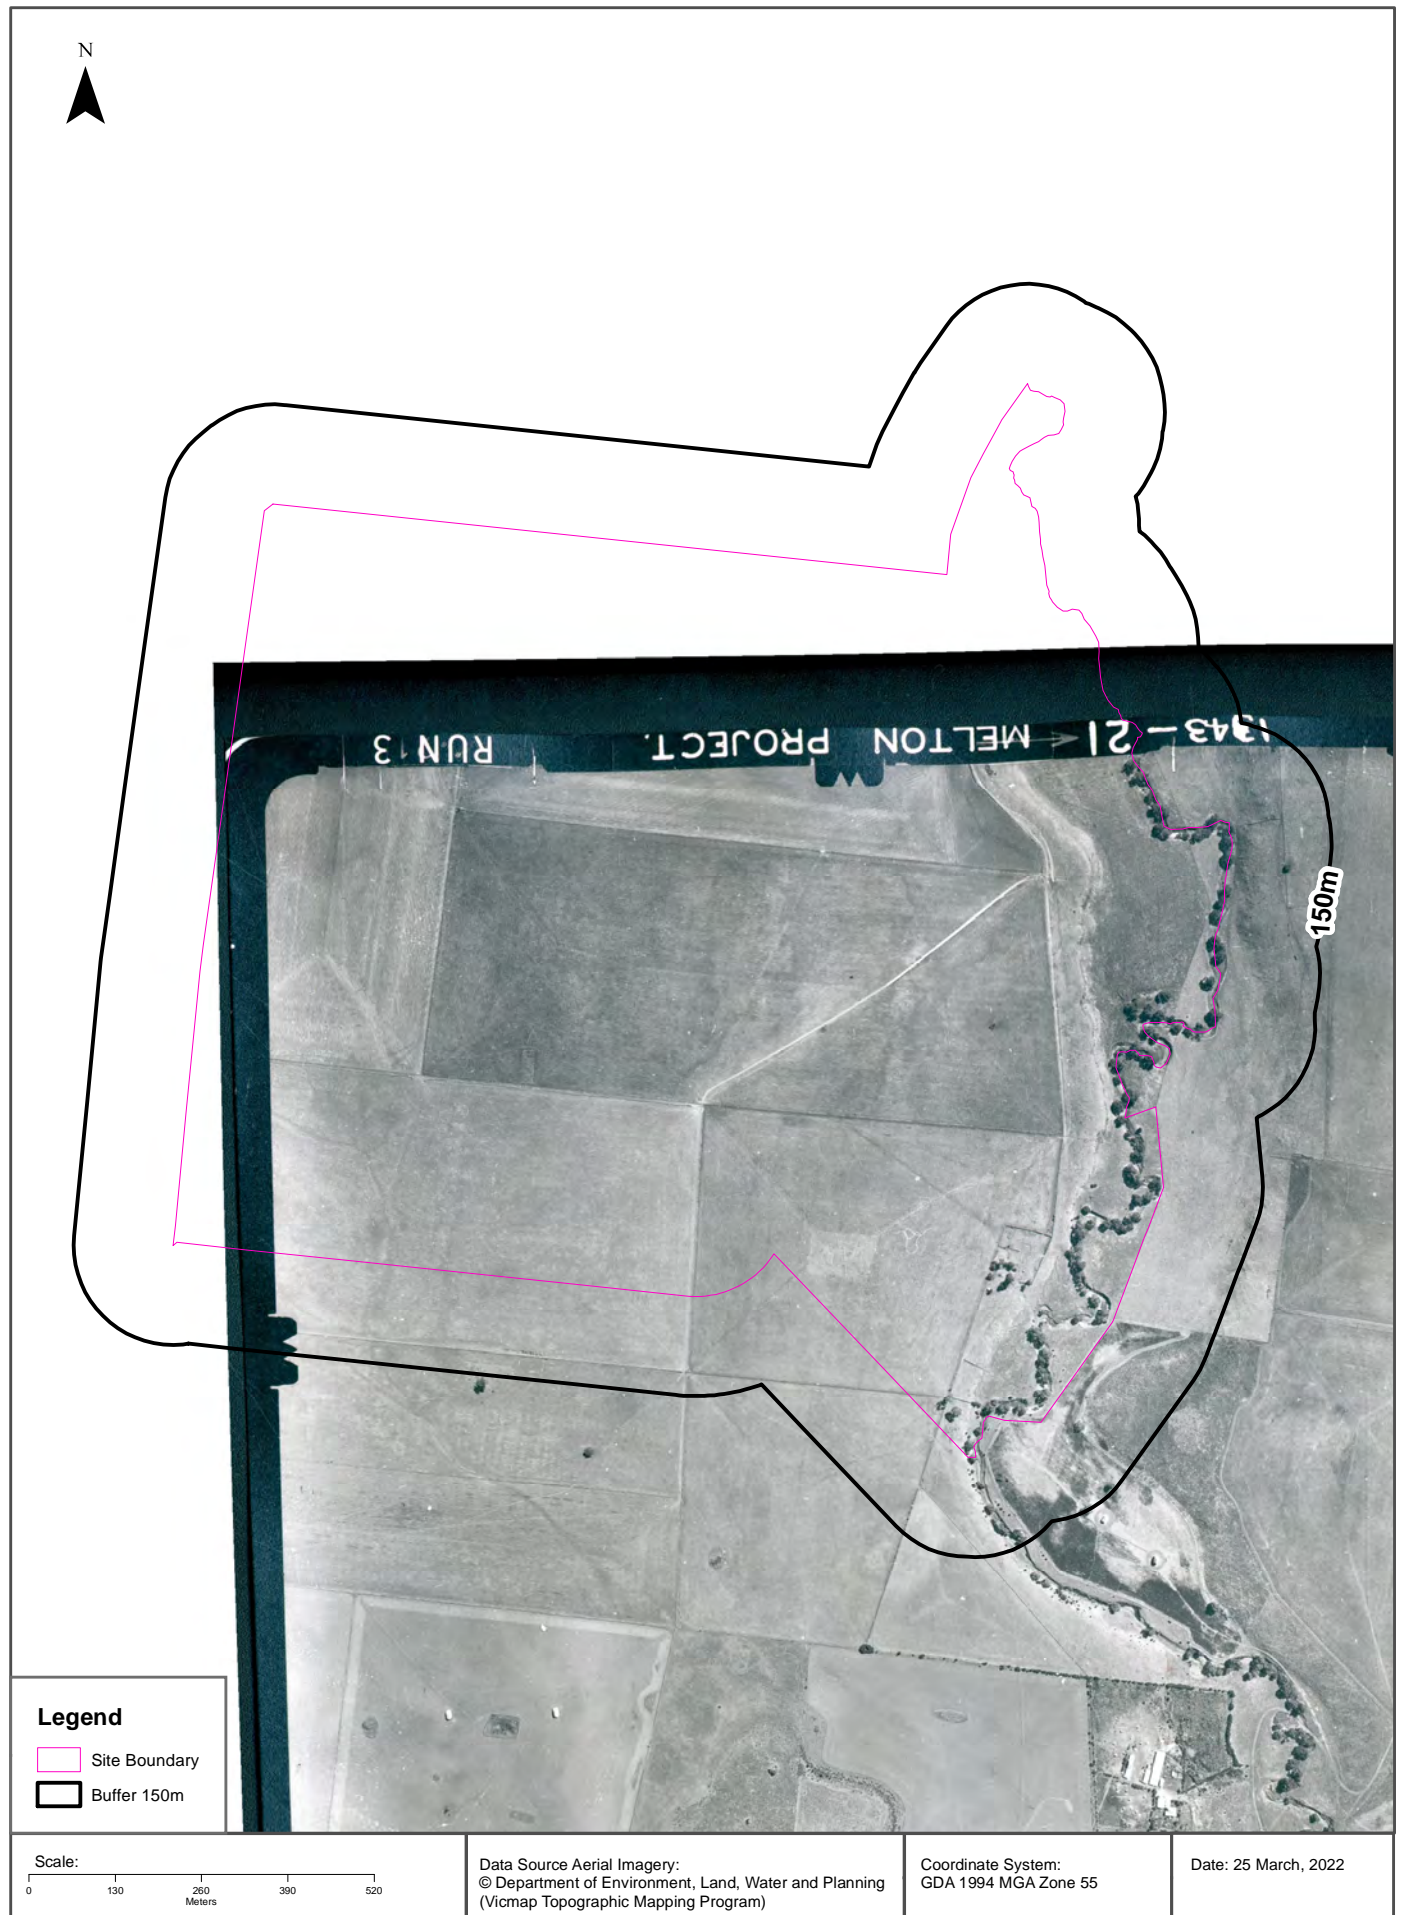 N
1343-21 < MELTON PROJECT. RUN 13
150m
Legend
Site Boundary
Buffer 150m
Scale:
0 130 260 390 520
Meters
Data Source Aerial Imagery:
© Department of Environment, Land, Water and Planning
(Vicmap Topographic Mapping Program)
Coordinate System:
GDA 1994 MGA Zone 55
Date: 25 March, 2022